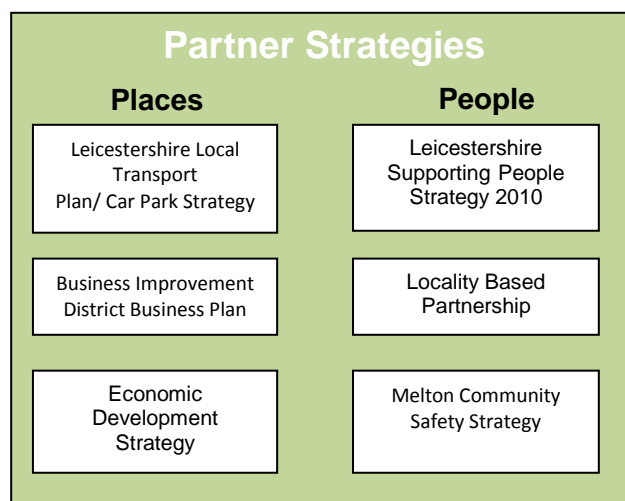 Partner Strategies
Places
People
Leicestershire Local
Transport
Plan/ Car Park Strategy
Leicestershire
Supporting People
Strategy 2010
Business Improvement
District Business Plan
Locality Based
Partnership
Economic
Development
Strategy
Melton Community
Safety Strategy